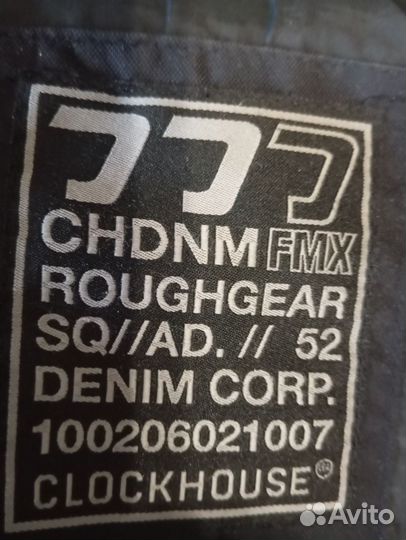 CHDNM FMX
ROUGHGEAR
SQ//AD. // 52
DENIM CORP.
100206021007
CLOCKHOUSE
Avito